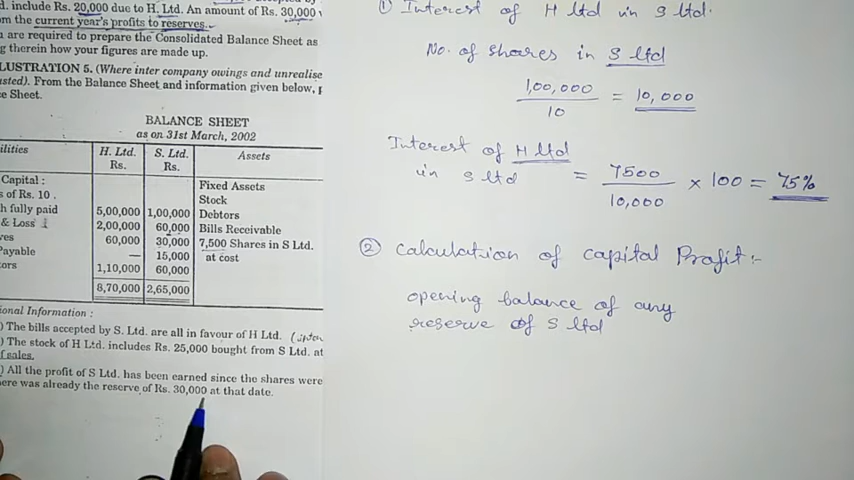 d. include Rs. 20,000 due to H. Ltd. An amount of Rs. 30,000
om the current year's profits to reserves.
are required to prepare the Consolidated Balance Sheet as
g therein how your figures are made up.
LUSTRATION 5. (Where inter company owings and unrealise
usted). From the Balance Sheet and information given below,
e Sheet.
BALANCE SHEET
as on 31st March, 2002
ilities H. Ltd. Rs. S. Ltd. Rs. Assets
Capital : Fixed Assets
s of Rs. 10 Stock
h fully paid 5,00,000 1,00,000 Debtors
& Loss 2,00,000 60,000 Bills Receivable
ves 60,000 30,000 7,500 Shares in S Ltd.
Payable — 15,000 at cost
ors 1,10,000 60,000
8,70,000 2,65,000
ional Information :
) The bills accepted by S. Ltd. are all in favour of H Ltd.
) The stock of H Ltd. includes Rs. 25,000 bought from S Ltd. at
f sales.
) All the profit of S Ltd. has been earned since the shares were
ere was already the reserve of Rs. 30,000 at that date.
① Interest of H ltd in S ltd.
No. of shares in S ltd
1,00,000 / 10 = 10,000
Interest of H ltd
in S ltd = 7500 / 10,000 × 100 = 75%
② Calculation of capital Profit:-
opening balance of any
reserve of S ltd